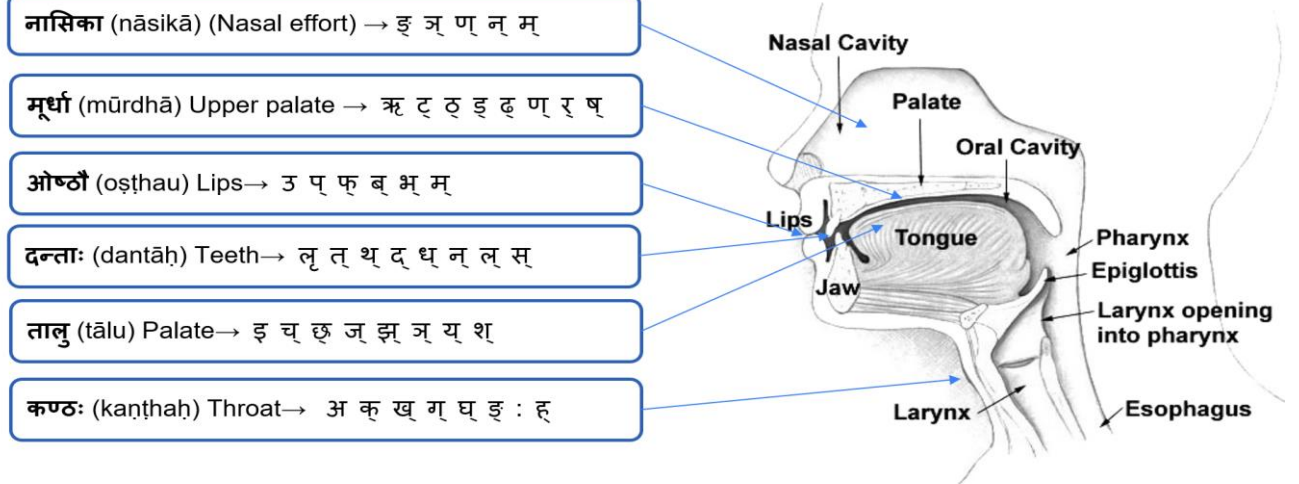 नासिका (nāsikā) (Nasal effort) → ङ् ञ् ण् न् म्
मूर्धा (mūrdhā) Upper palate → ऋ ट् ठ् ड् ढ् ण् र् ष्
ओष्ठौ (oṣṭhau) Lips→ उ प् फ् ब् भ् म्
दन्ताः (dantāḥ) Teeth→ लृ त् थ् द् ध् न् ल् स्
तालु (tālu) Palate→ इ च् छ् ज् झ् ञ् य् श्
कण्ठः (kaṇṭhaḥ) Throat→ अ क् ख् ग् घ् ङ् : ह्
Nasal Cavity
Palate
Oral Cavity
Lips
Tongue
Pharynx
Epiglottis
Jaw
Larynx opening
into pharynx
Larynx
Esophagus